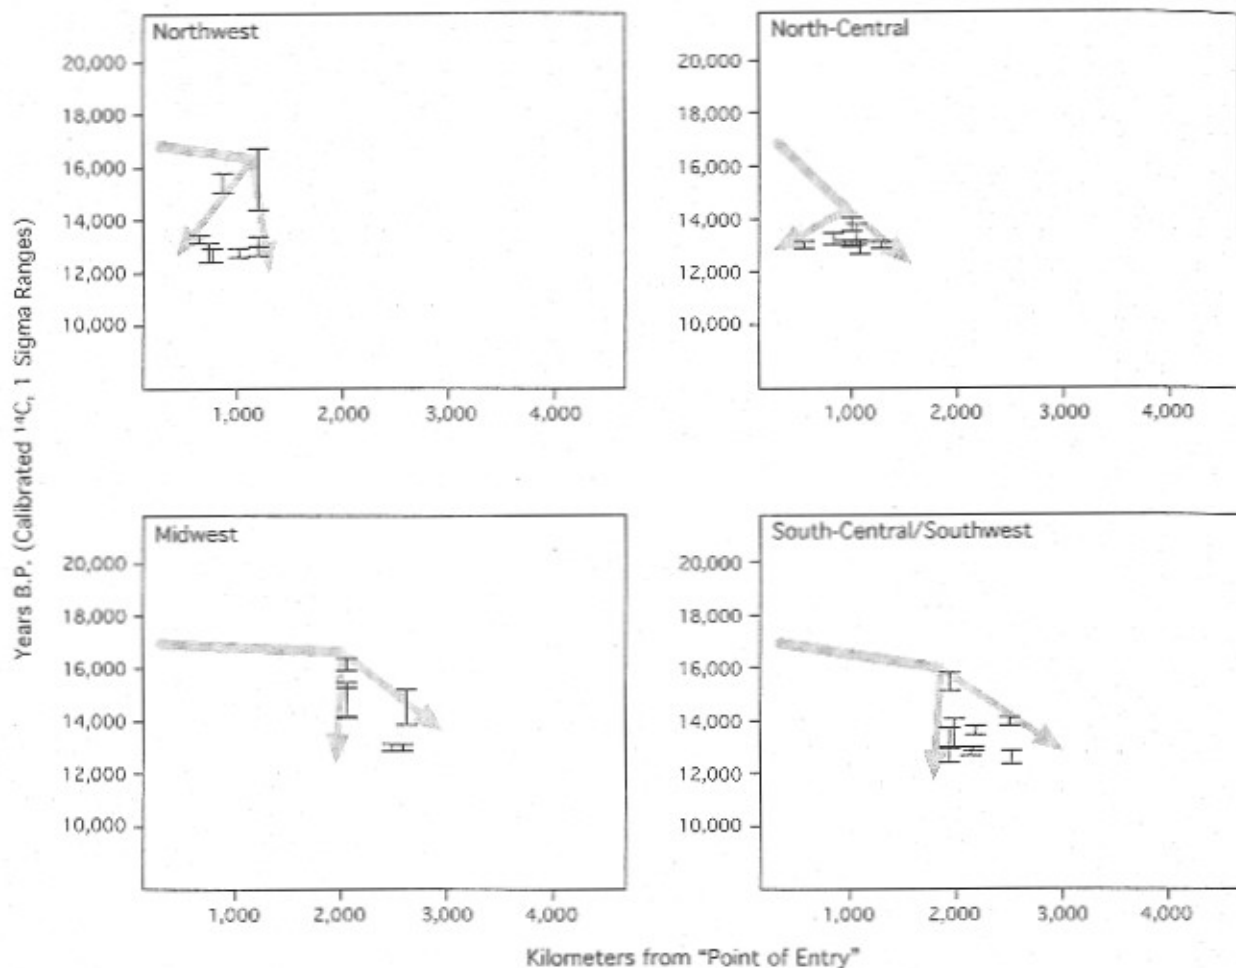 Northwest
20,000
18,000
16,000
14,000
12,000
10,000
1,000 2,000 3,000 4,000
North-Central
20,000
18,000
16,000
14,000
12,000
10,000
1,000 2,000 3,000 4,000
Years B.P. (Calibrated ¹⁴C, 1 Sigma Ranges)
Midwest
20,000
18,000
16,000
14,000
12,000
10,000
1,000 2,000 3,000 4,000
South-Central/Southwest
20,000
18,000
16,000
14,000
12,000
10,000
1,000 2,000 3,000 4,000
Kilometers from "Point of Entry"